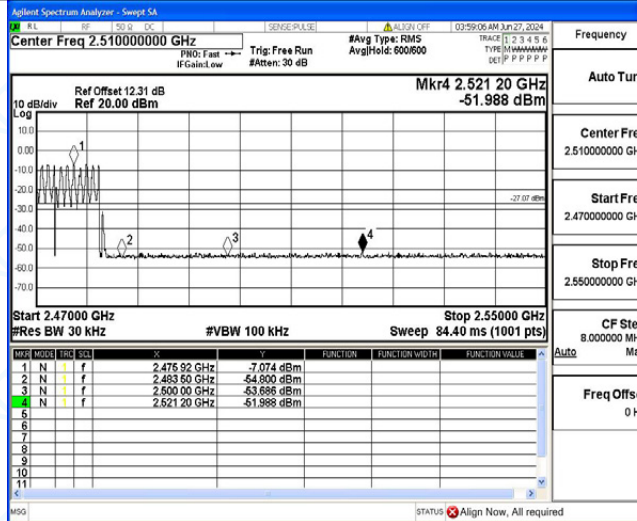 Agilent Spectrum Analyzer - Swept SA
RL RF 50 Ω DC SENSE:PULSE ALIGN OFF 03:59:06 AM Jun 27, 2024
Center Freq 2.510000000 GHz
PNO: Fast
IFGain:Low
Trig: Free Run
#Atten: 30 dB
#Avg Type: RMS
Avg|Hold: 600/600
TRACE 1 2 3 4 5 6
TYPE M
DET P P P P P P
Ref Offset 12.31 dB
Ref 20.00 dBm
10 dB/div
Log
Mkr4 2.521 20 GHz
-51.988 dBm
10.0
0.00
-10.0
-20.0
-30.0
-40.0
-50.0
-60.0
-70.0
1
2
3
4
-27.07 dBm
Start 2.47000 GHz
Stop 2.55000 GHz
#Res BW 30 kHz
#VBW 100 kHz
Sweep 84.40 ms (1001 pts)
MKR MODE TRC SCL X Y FUNCTION FUNCTION WIDTH FUNCTION VALUE
1 N 1 f 2.475 92 GHz -7.074 dBm
2 N 1 f 2.483 50 GHz -54.800 dBm
3 N 1 f 2.500 00 GHz -53.686 dBm
4 N 1 f 2.521 20 GHz -51.988 dBm
5
6
7
8
9
10
11
MSG
STATUS Align Now, All required
Frequency
Auto Tun
Center Fre
2.510000000 GH
Start Fre
2.470000000 GH
Stop Fre
2.550000000 GH
CF Ste
8.000000 MH
Auto Ma
Freq Offs
0 H